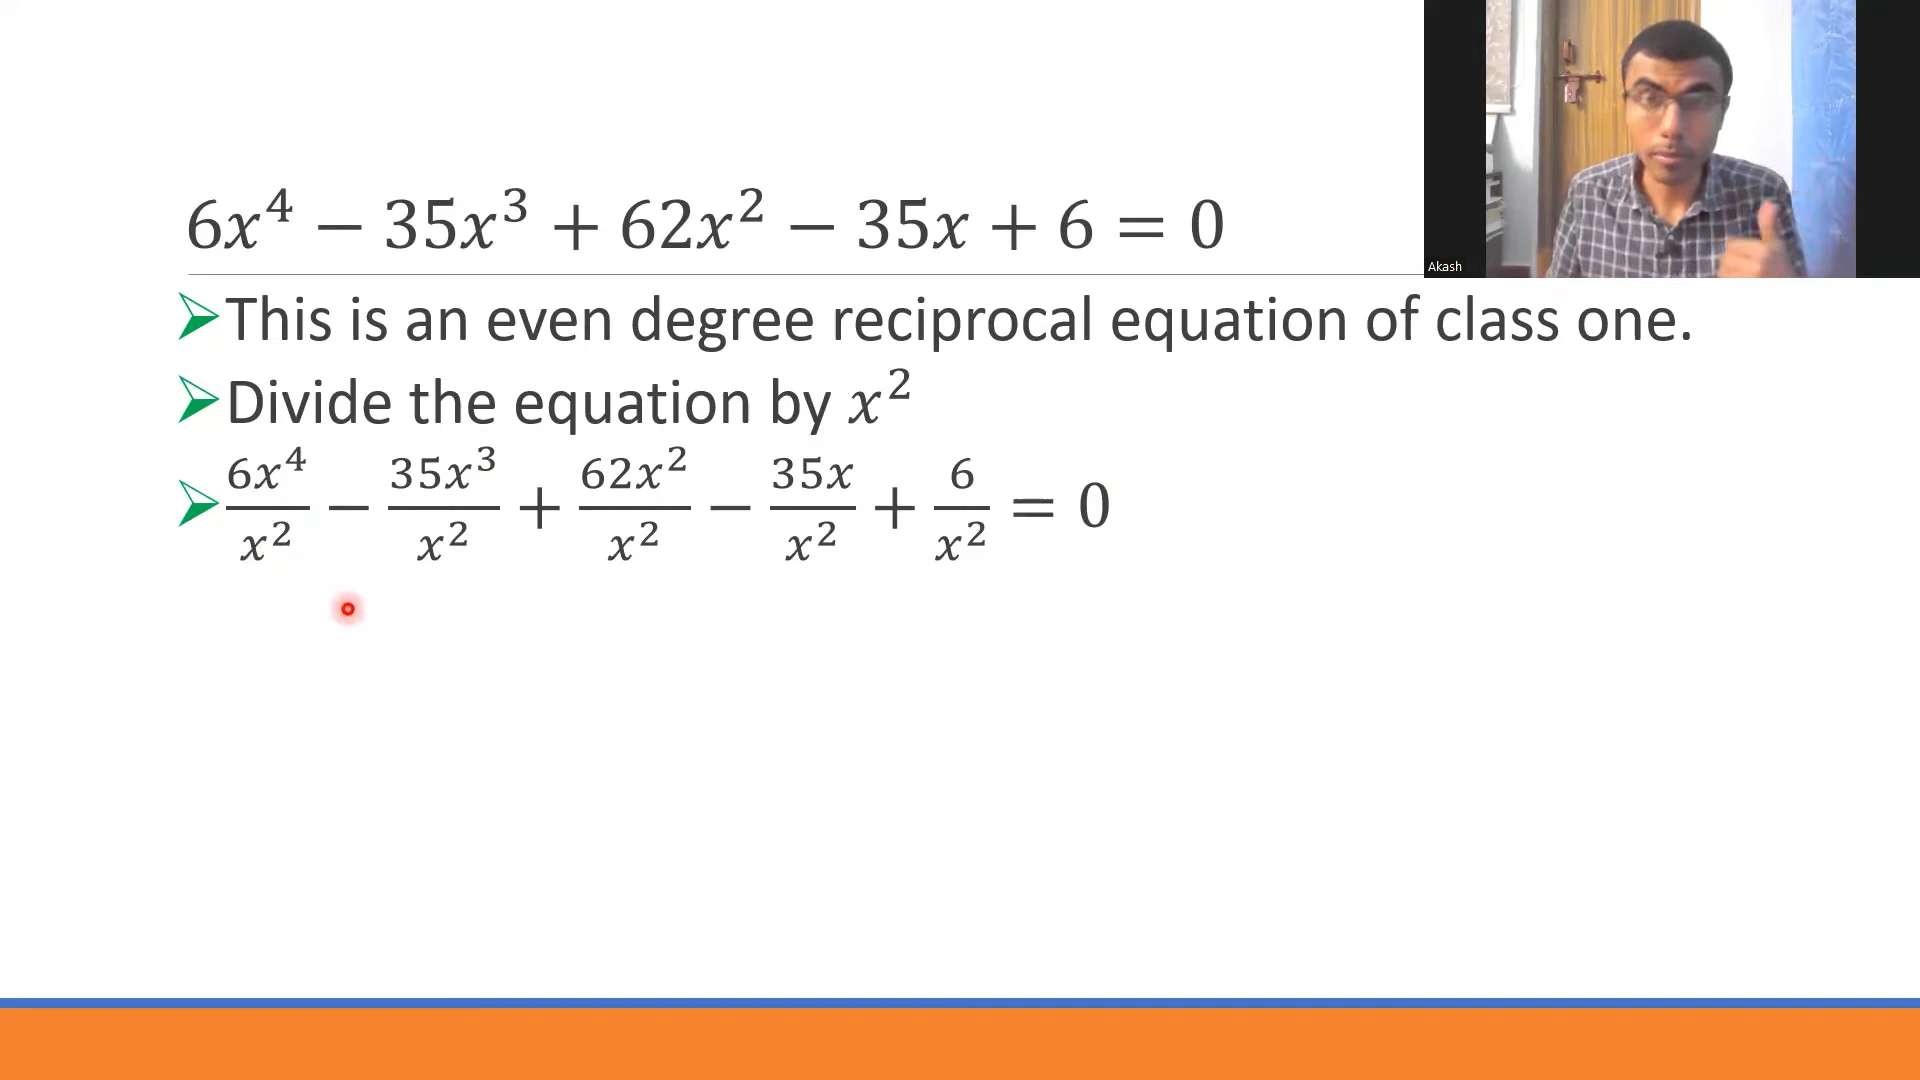 6x⁴ − 35x³ + 62x² − 35x + 6 = 0
Akash
This is an even degree reciprocal equation of class one.
Divide the equation by x²
6x⁴/x² − 35x³/x² + 62x²/x² − 35x/x² + 6/x² = 0